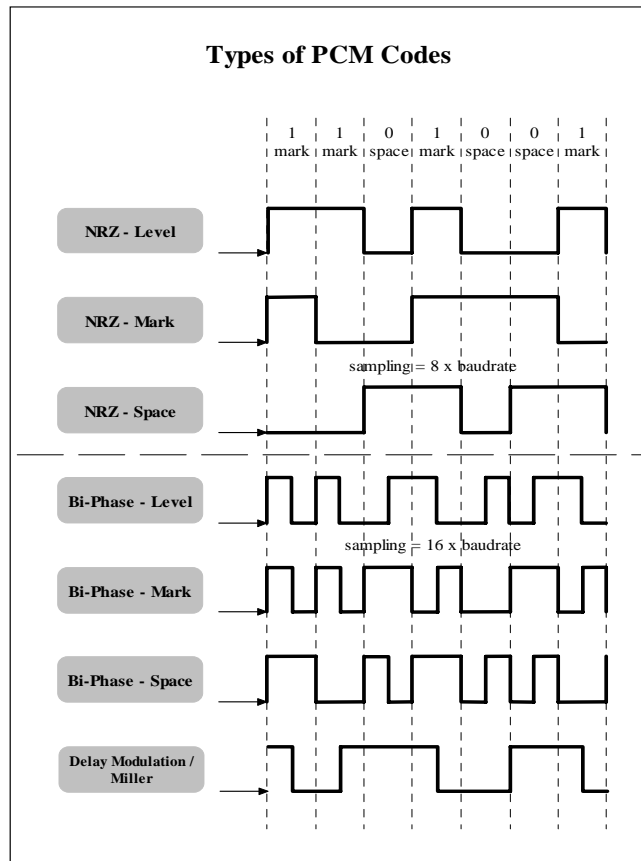 Types of PCM Codes
1 1 0 1 0 0 1
mark mark space mark space space mark
NRZ - Level
NRZ - Mark
sampling = 8 x baudrate
NRZ - Space
Bi-Phase - Level
sampling = 16 x baudrate
Bi-Phase - Mark
Bi-Phase - Space
Delay Modulation /
Miller